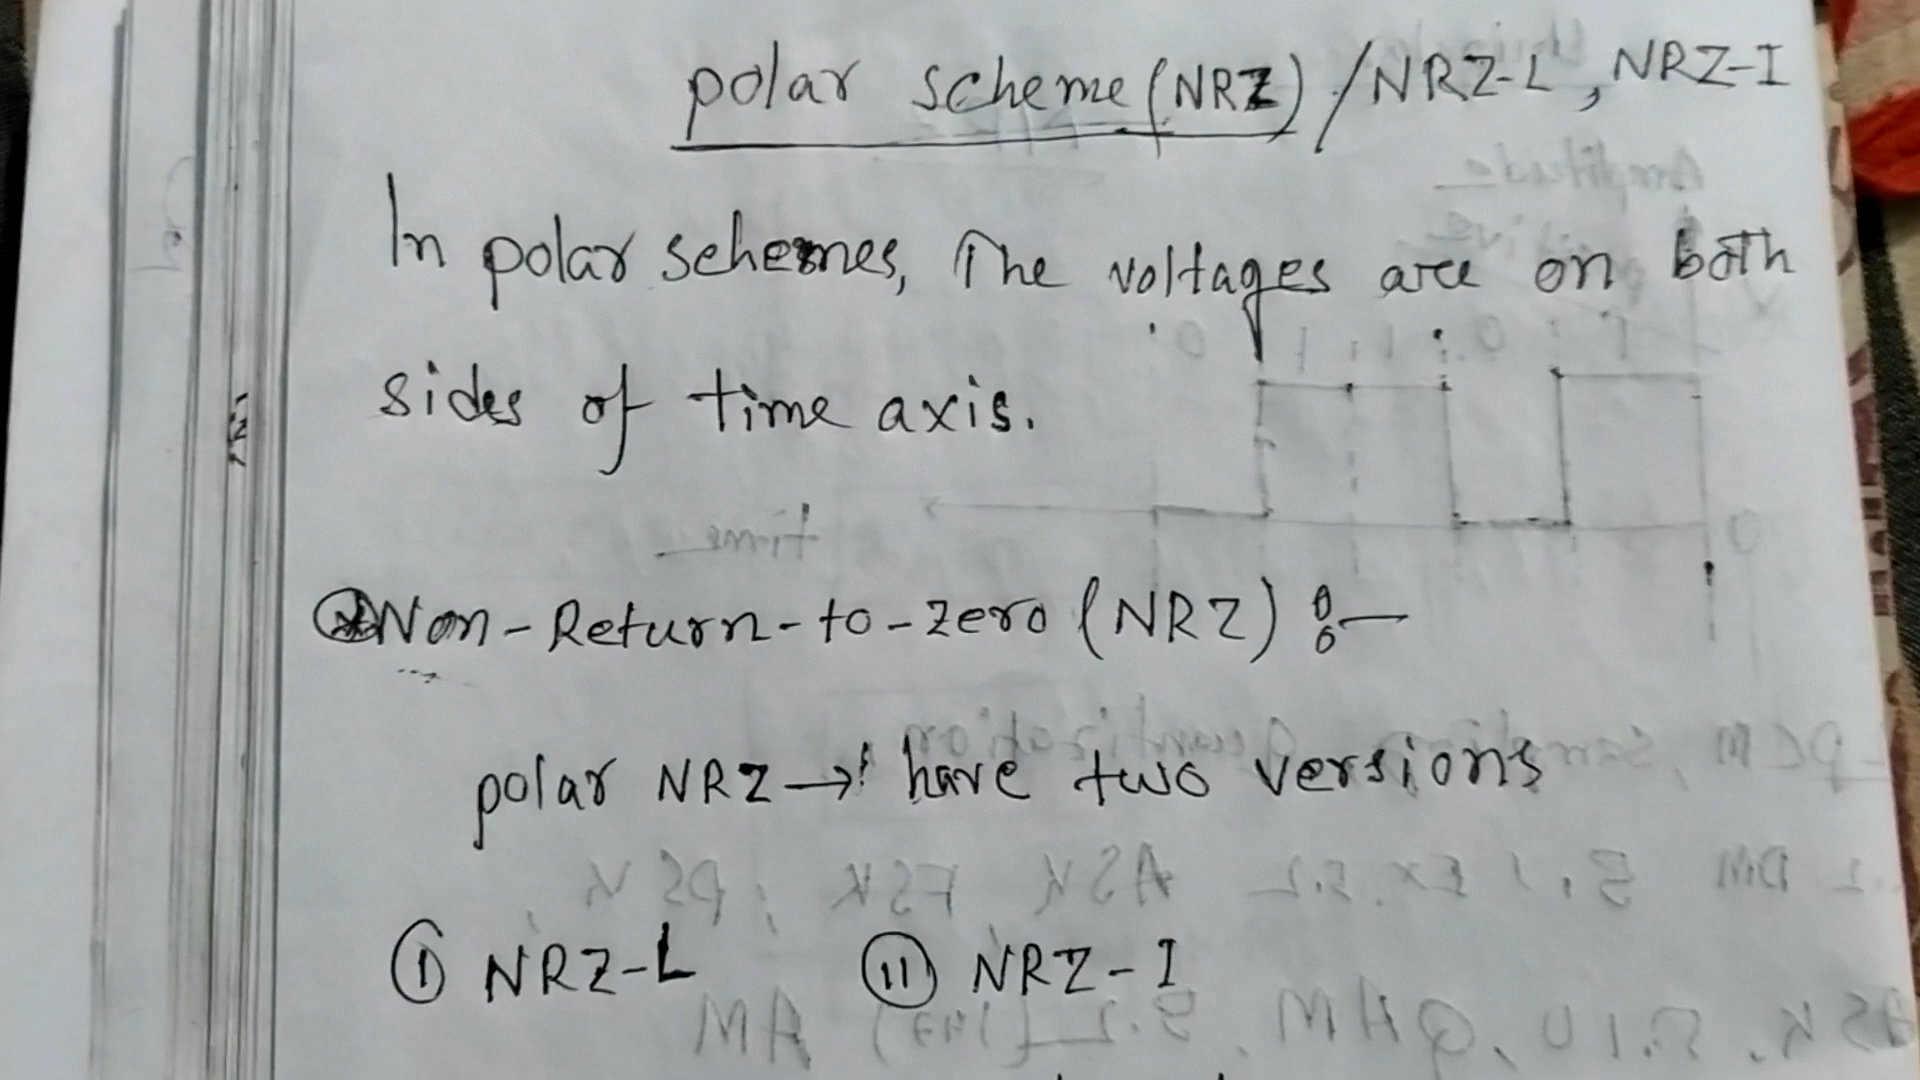 polar scheme (NRZ) / NRZ-L, NRZ-I
In polar schemes, The voltages are on both
sides of time axis.
Non-Return-to-zero (NRZ) :-
polar NRZ → have two versions
(I) NRZ-L (II) NRZ-I